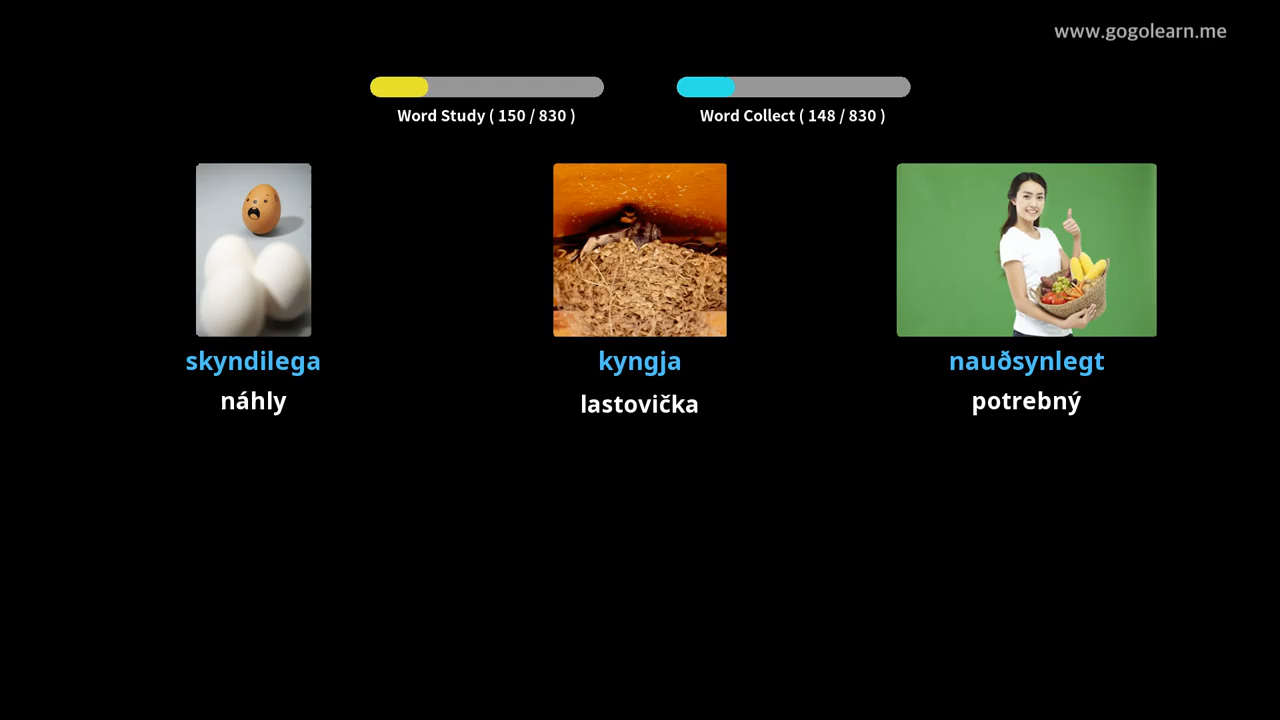 www.gogolearn.me
Word Study ( 150 / 830 )
Word Collect ( 148 / 830 )
skyndilega
náhly
kyngja
lastovička
nauðsynlegt
potrebný